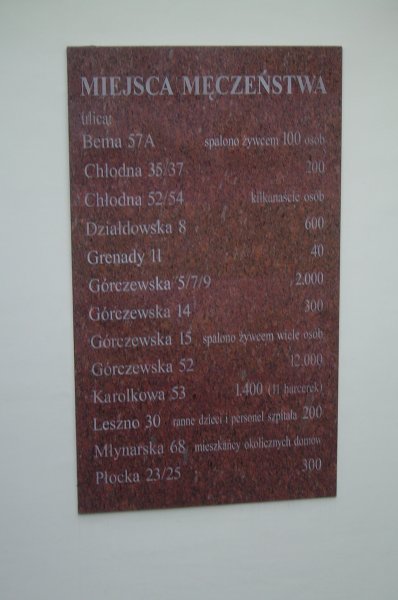 MIEJSCA MĘCZEŃSTWA
ulica:
Bema 57A spalono żywcem 100 osób
Chłodna 35/37 200
Chłodna 52/54 kilkanaście osób
Działdowska 8 600
Grenady 11 40
Górczewska 5/7/9 2.000
Górczewska 14 300
Górczewska 15 spalono żywcem wiele osób
Górczewska 52 12.000
Karolkowa 53 1.400 (11 harcerek)
Leszno 30 ranne dzieci i personel szpitala 200
Młynarska 68 mieszkańcy okolicznych domów
Płocka 23/25 300